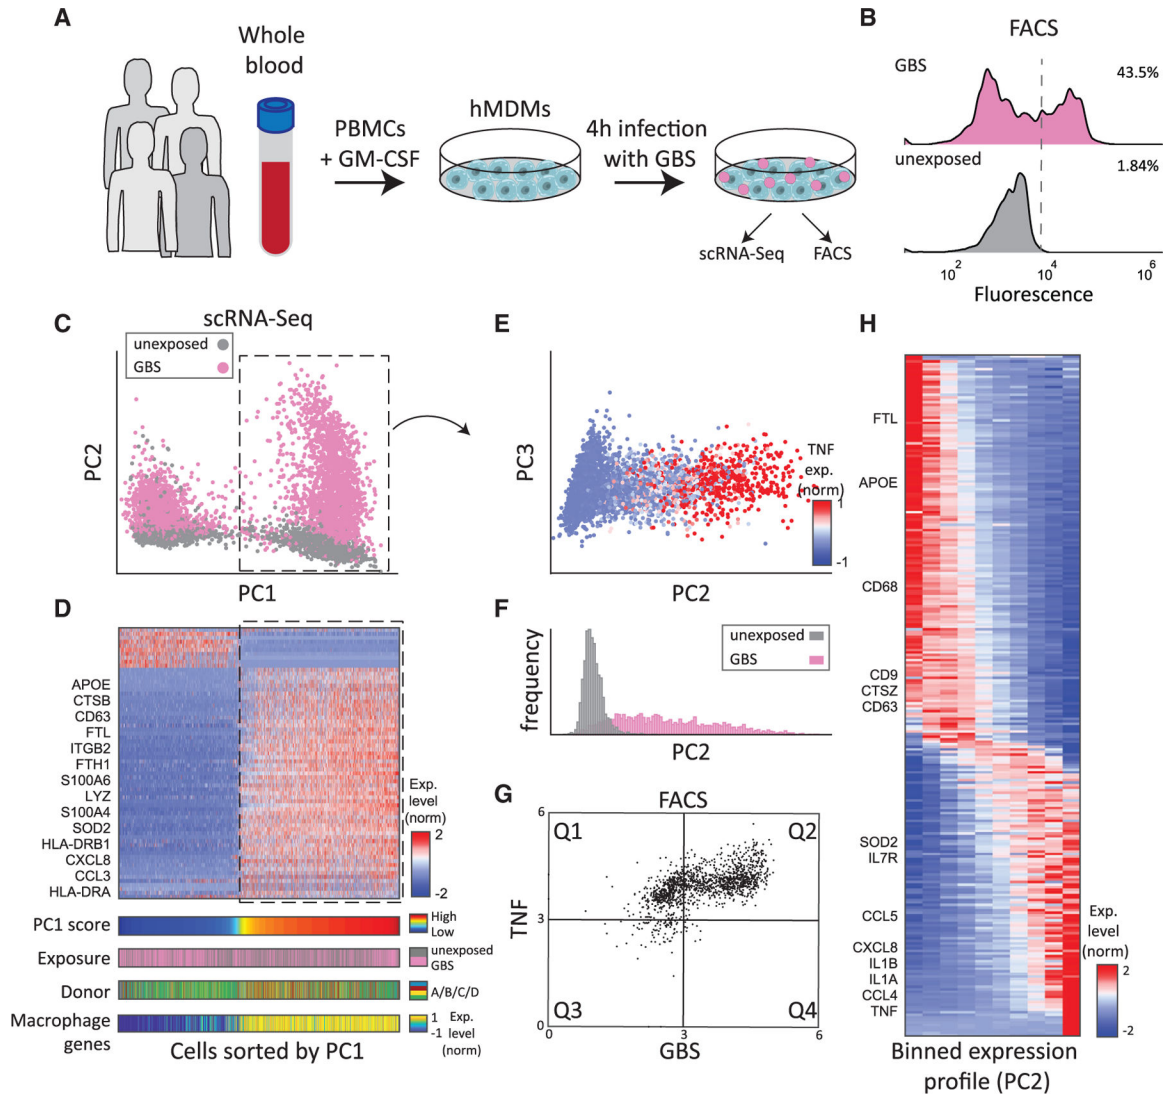 A
Whole
blood
PBMCs
+ GM-CSF
hMDMs
4h infection
with GBS
scRNA-Seq
FACS
B
FACS
GBS
43.5%
unexposed
1.84%
10²
10⁴
10⁶
Fluorescence
C
scRNA-Seq
unexposed
GBS
PC2
PC1
D
APOE
CTSB
CD63
FTL
ITGB2
FTH1
S100A6
LYZ
S100A4
SOD2
HLA-DRB1
CXCL8
CCL3
HLA-DRA
Exp.
level
(norm)
2
-2
PC1 score
High
Low
Exposure
unexposed
GBS
Donor
A/B/C/D
Macrophage
genes
1
-1
Exp.
level
(norm)
Cells sorted by PC1
E
PC3
TNF
exp.
(norm)
1
-1
PC2
F
frequency
unexposed
GBS
PC2
G
FACS
6
Q1
Q2
TNF
3
Q3
Q4
0
0
3
6
GBS
H
FTL
APOE
CD68
CD9
CTSZ
CD63
SOD2
IL7R
CCL5
CXCL8
IL1B
IL1A
CCL4
TNF
Exp.
level
(norm)
2
-2
Binned expression
profile (PC2)